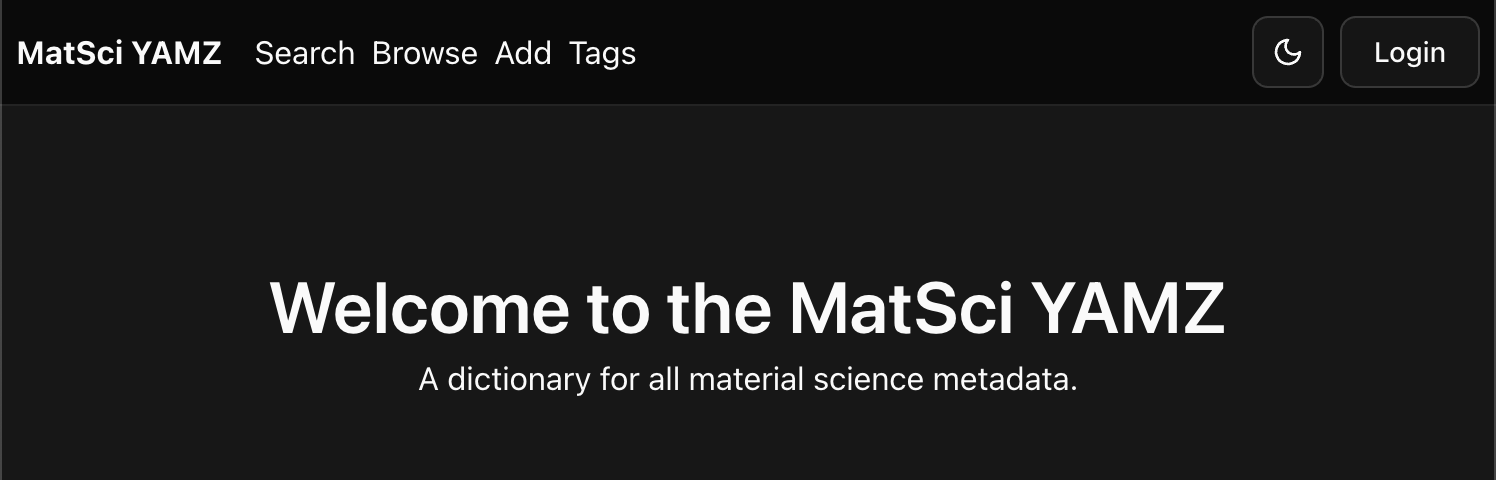 MatSci YAMZ Search Browse Add Tags Login
Welcome to the MatSci YAMZ
A dictionary for all material science metadata.